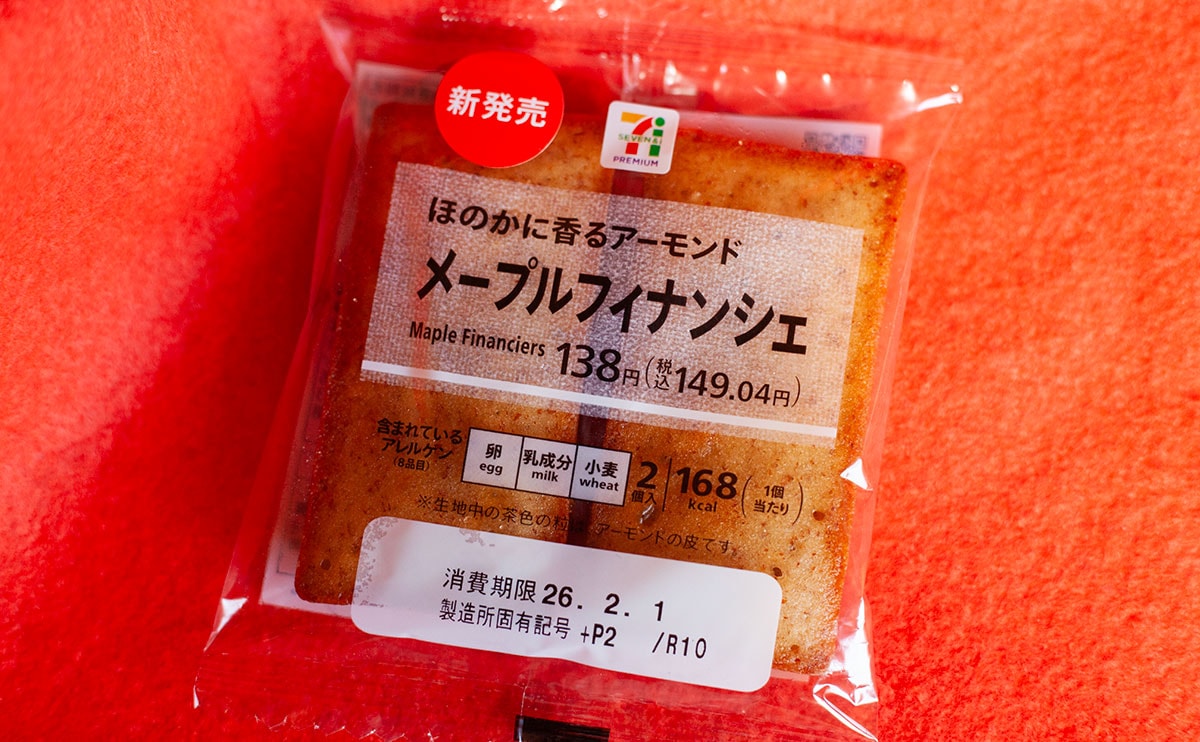 新発売
SEVEN & i
PREMIUM
ほのかに香るアーモンド
メープルフィナンシェ
Maple Financiers 138円(税込149.04円)
含まれている
アレルゲン
(8品目)
卵 乳成分 小麦
egg milk wheat
2個入 168kcal (1個当たり)
※生地中の茶色の粒は、アーモンドの皮です。
消費期限 26. 2. 1
製造所固有記号 +P2 /R10